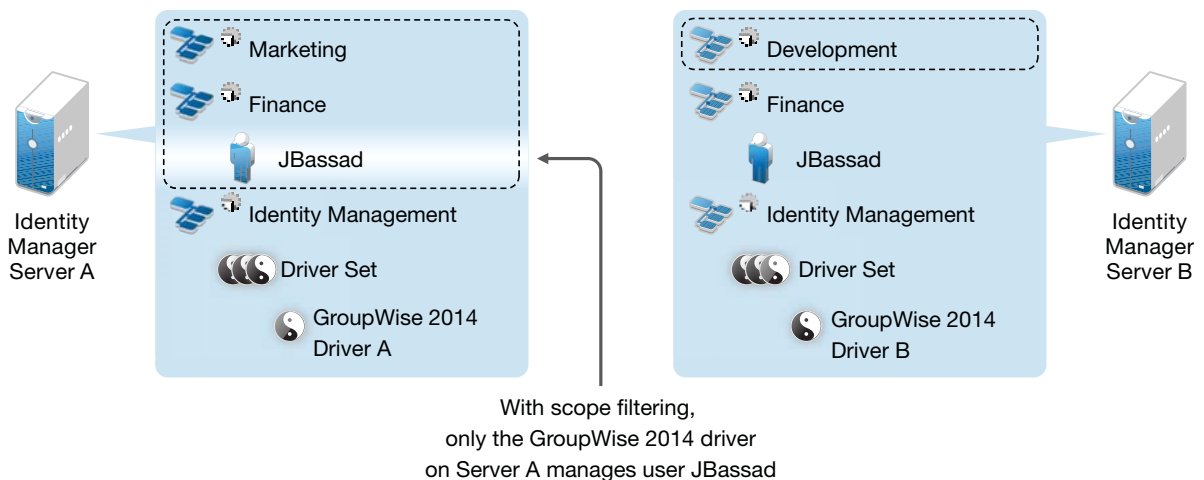 Marketing
Finance
JBassad
Identity Management
Driver Set
GroupWise 2014
Driver A
Identity
Manager
Server A
Development
Finance
JBassad
Identity Management
Driver Set
GroupWise 2014
Driver B
Identity
Manager
Server B
With scope filtering,
only the GroupWise 2014 driver
on Server A manages user JBassad